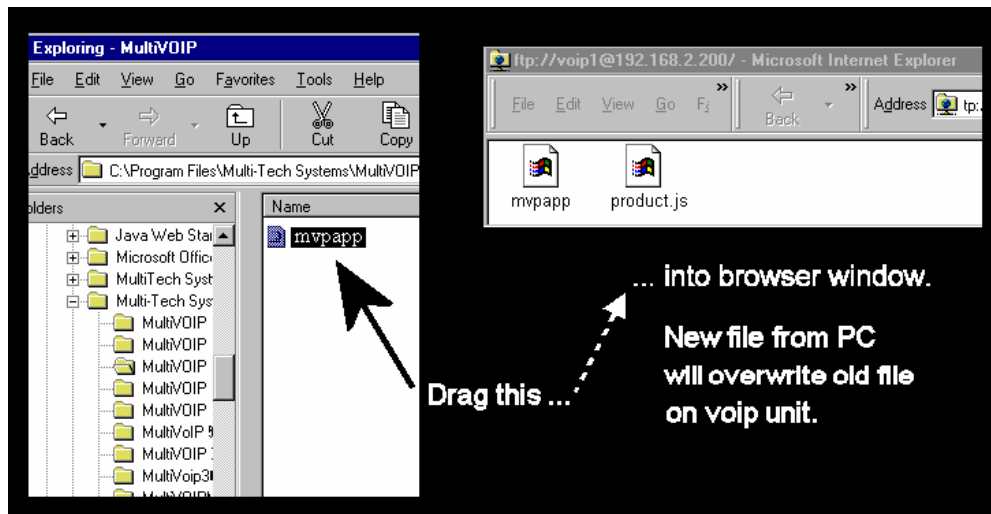 Exploring - MultiVOIP
File Edit View Go Favorites Tools Help
Back Forward Up Cut Copy
ddress C:\Program Files\Multi-Tech Systems\MultiVOIP
olders
Java Web Star
Microsoft Offic
MultiTech Syst
Multi-Tech Sys
MultiVOIP
MultiVOIP
MultiVOIP
MultiVOIP
MultiVOIP
MultiVoIP
MultiVOIP
MultiVoip3
Name
mvpapp
ftp://voip1@192.168.2.200/ - Microsoft Internet Explorer
File Edit View Go Fa
Back
Address tp:
mvpapp product.js
Drag this ...
... into browser window.
New file from PC
will overwrite old file
on voip unit.